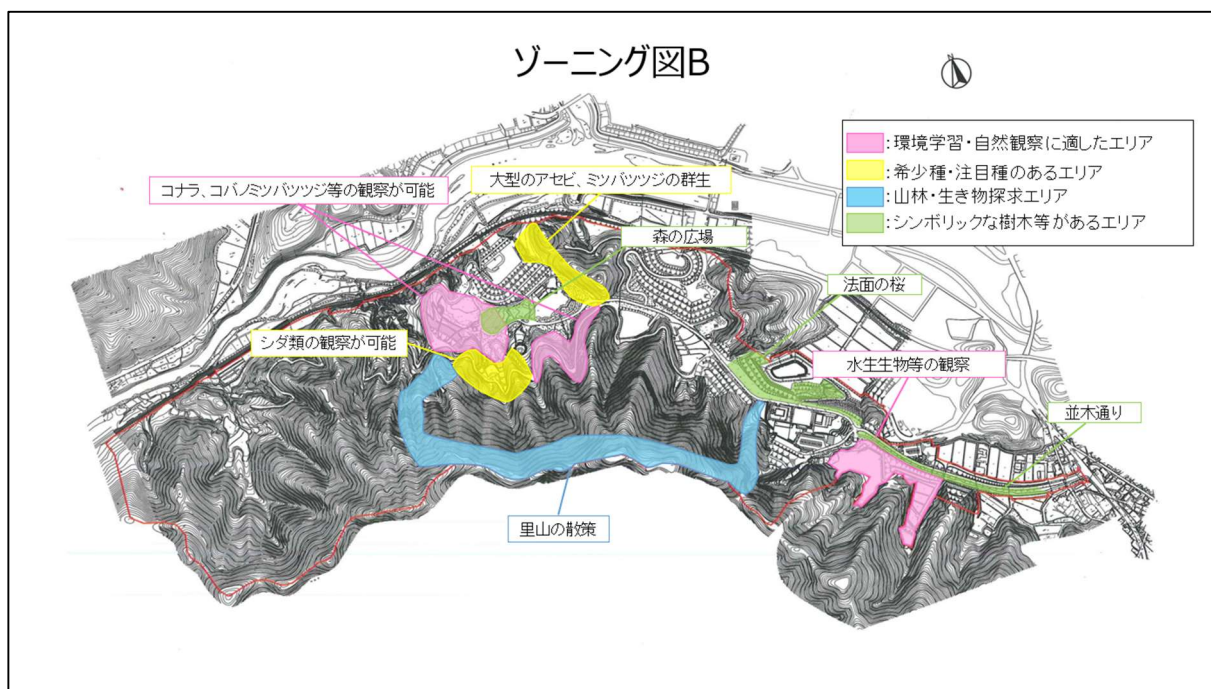 ゾーニング図B
:環境学習・自然観察に適したエリア
:希少種・注目種のあるエリア
:山林・生き物探求エリア
:シンボリックな樹木等があるエリア
コナラ、コバノミツバツツジ等の観察が可能
大型のアセビ、ミツバツツジの群生
森の広場
法面の桜
シダ類の観察が可能
水生生物等の観察
並木通り
里山の散策